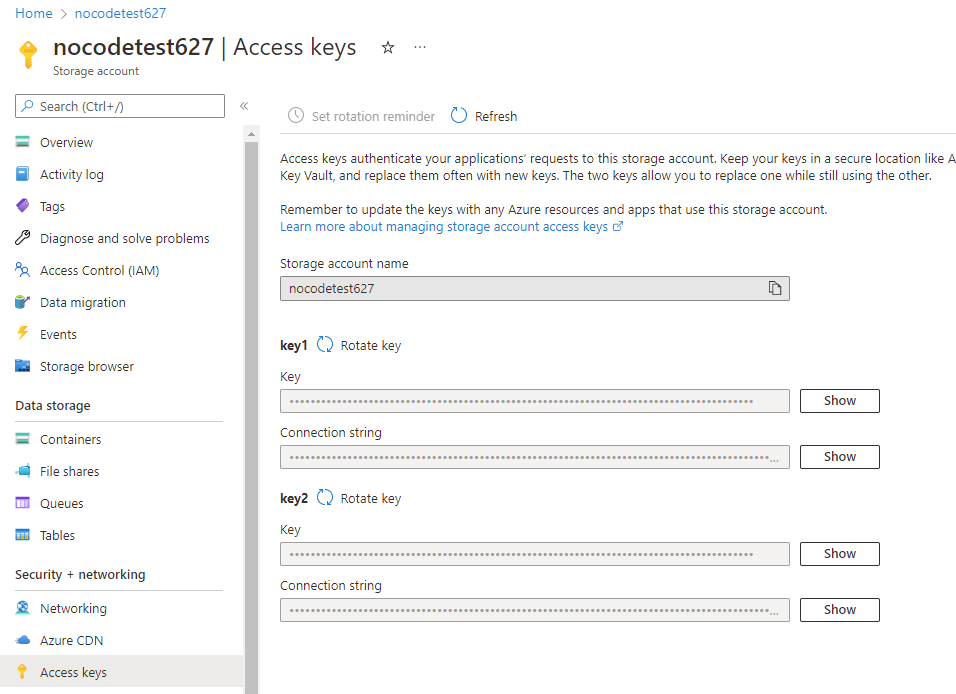 Home > nocodetest627
nocodetest627 | Access keys ☆ ...
Storage account
Search (Ctrl+/) «
Overview
Activity log
Tags
Diagnose and solve problems
Access Control (IAM)
Data migration
Events
Storage browser
Data storage
Containers
File shares
Queues
Tables
Security + networking
Networking
Azure CDN
Access keys
Set rotation reminder Refresh
Access keys authenticate your applications' requests to this storage account. Keep your keys in a secure location like A
Key Vault, and replace them often with new keys. The two keys allow you to replace one while still using the other.
Remember to update the keys with any Azure resources and apps that use this storage account.
Learn more about managing storage account access keys
Storage account name
nocodetest627
key1 Rotate key
Key
Show
Connection string
... Show
key2 Rotate key
Key
Show
Connection string
... Show